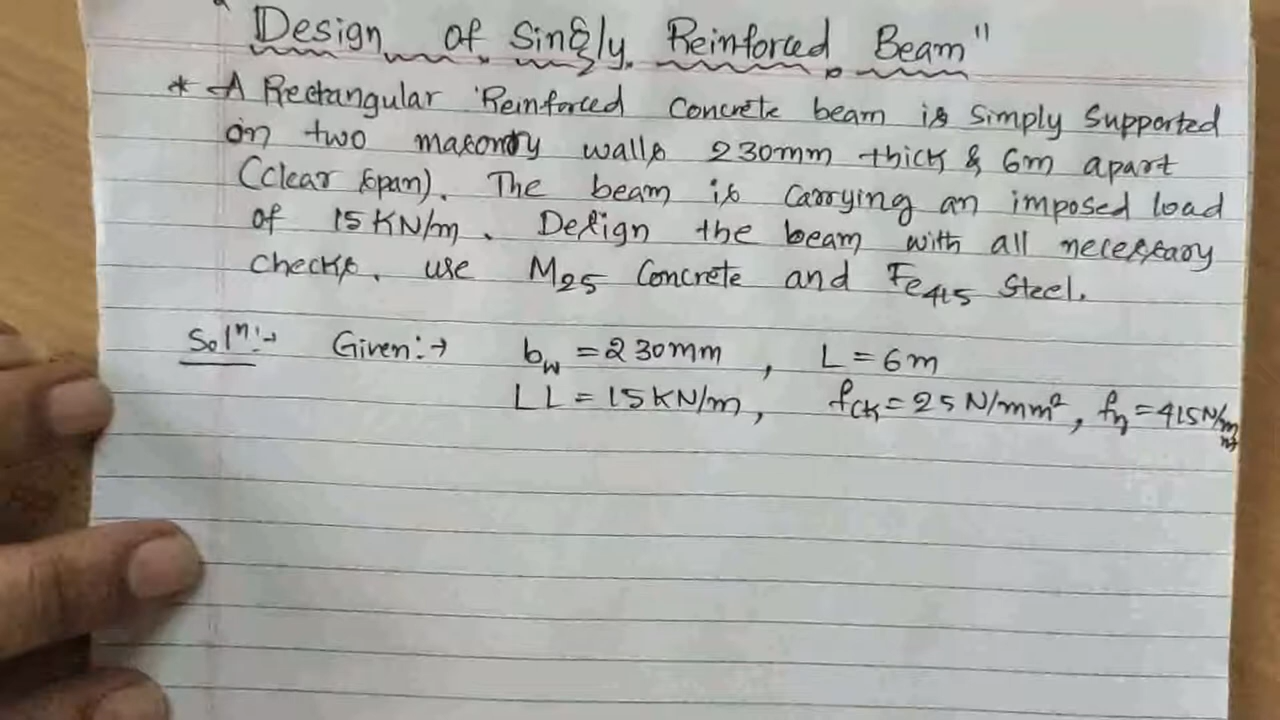 "Design of Singly Reinforced Beam"
* A Rectangular Reinforced Concrete beam is Simply Supported
on two masonry walls 230mm thick & 6m apart
(clear span). The beam is carrying an imposed load
of 15 KN/m. Design the beam with all necessary
checks. use M25 Concrete and Fe415 Steel.
Solⁿ:→ Given:→ bw = 230mm, L = 6m
LL = 15KN/m, fck = 25 N/mm², fy = 415N/mm²